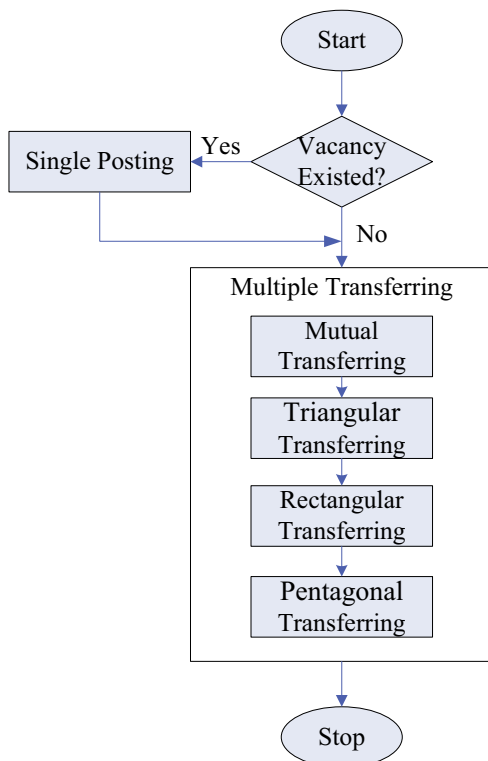 Start
Vacancy
Existed?
Yes
Single Posting
No
Multiple Transferring
Mutual
Transferring
Triangular
Transferring
Rectangular
Transferring
Pentagonal
Transferring
Stop